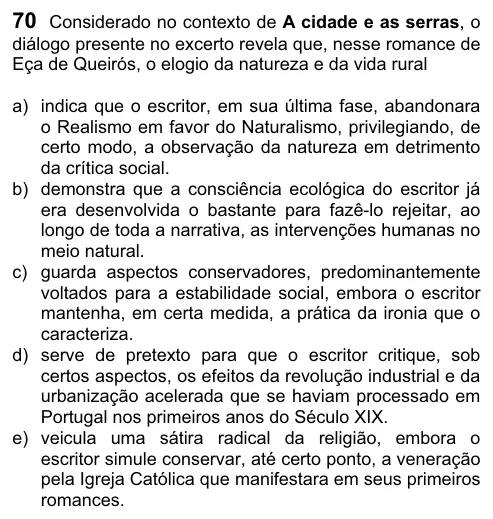 70 Considerado no contexto de A cidade e as serras, o
diálogo presente no excerto revela que, nesse romance de
Eça de Queirós, o elogio da natureza e da vida rural
a) indica que o escritor, em sua última fase, abandonara
o Realismo em favor do Naturalismo, privilegiando, de
certo modo, a observação da natureza em detrimento
da crítica social.
b) demonstra que a consciência ecológica do escritor já
era desenvolvida o bastante para fazê-lo rejeitar, ao
longo de toda a narrativa, as intervenções humanas no
meio natural.
c) guarda aspectos conservadores, predominantemente
voltados para a estabilidade social, embora o escritor
mantenha, em certa medida, a prática da ironia que o
caracteriza.
d) serve de pretexto para que o escritor critique, sob
certos aspectos, os efeitos da revolução industrial e da
urbanização acelerada que se haviam processado em
Portugal nos primeiros anos do Século XIX.
e) veicula uma sátira radical da religião, embora o
escritor simule conservar, até certo ponto, a veneração
pela Igreja Católica que manifestara em seus primeiros
romances.